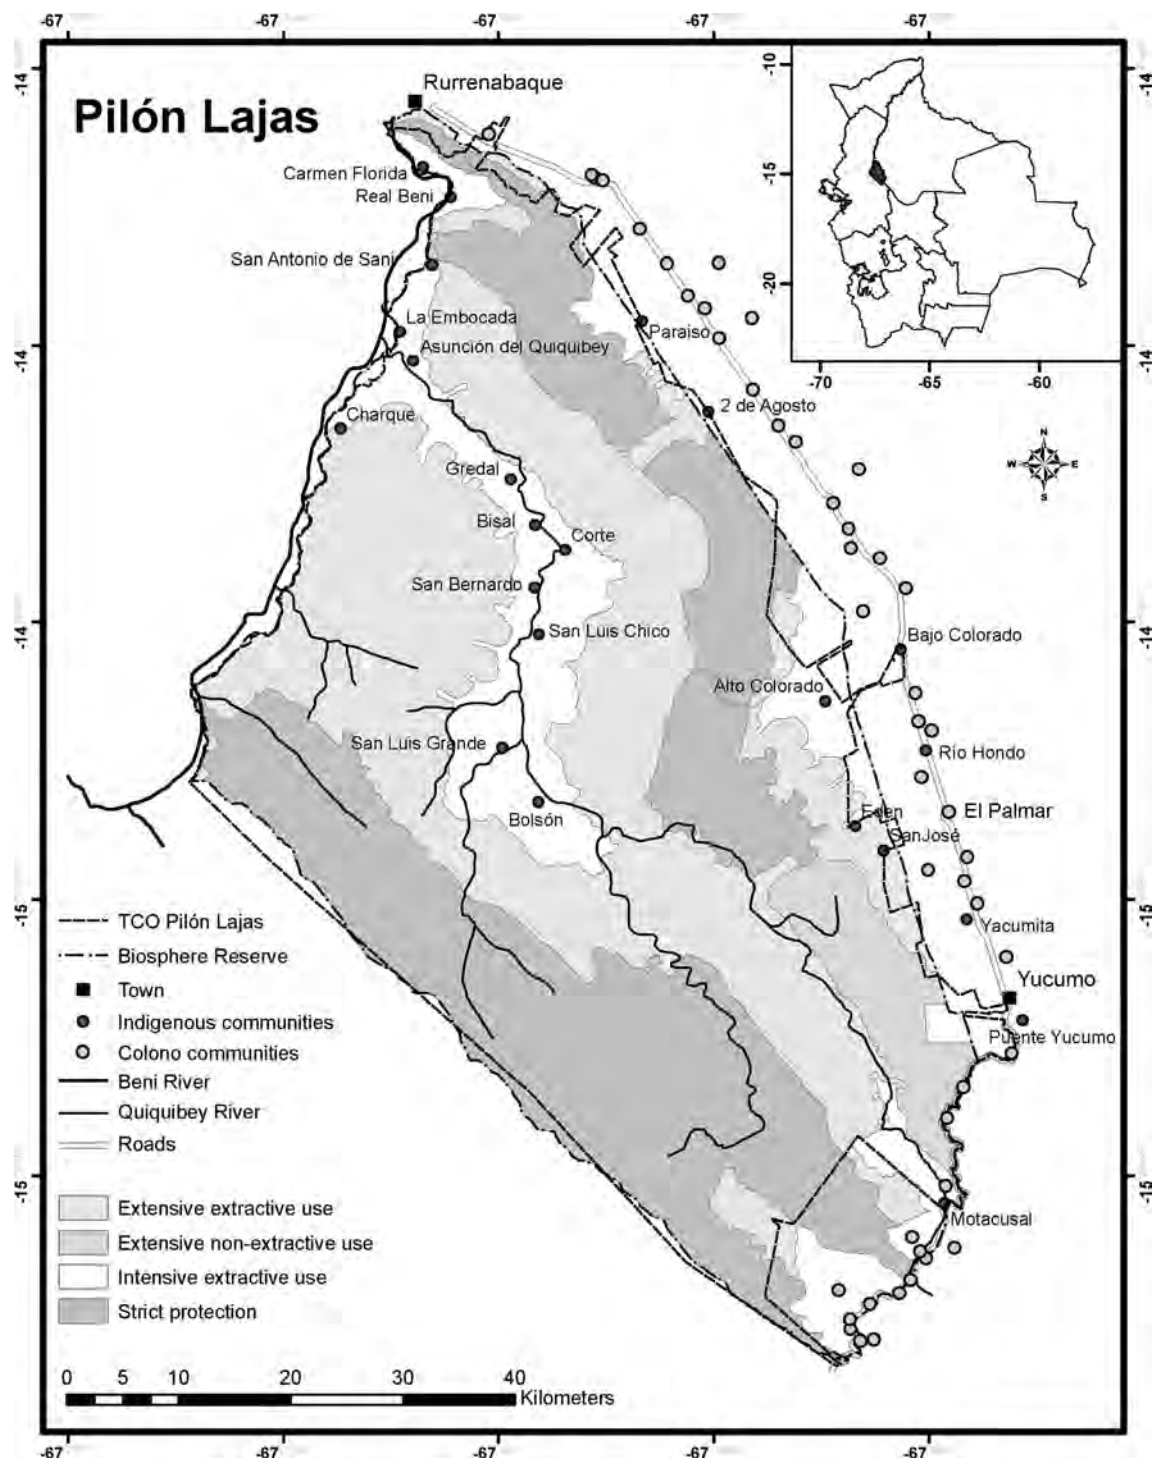 -67 -67 -67 -67 -67
-14 -14
Rurrenabaque
Pilón Lajas
-10
-15
-20
-70 -65 -60
Carmen Florida
Real Beni
San Antonio de Sani
La Embocada
Paraiso
-14 -14
Asunción del Quiquibey
2 de Agosto
Charque
N
W E
S
Gredal
Bisal
Corte
San Bernardo
-14 -14
San Luis Chico
Bajo Colorado
Alto Colorado
San Luis Grande
Río Hondo
Bolsón
El Palmar
Eden
SanJosé
-15 -15
TCO Pilón Lajas
Yacumita
Biosphere Reserve
Town
Yucumo
Indigenous communities
Puente Yucumo
Colono communities
Beni River
Quiquibey River
Roads
-15 -15
Extensive extractive use
Motacusal
Extensive non-extractive use
Intensive extractive use
Strict protection
0 5 10 20 30 40
Kilometers
-67 -67 -67 -67 -67